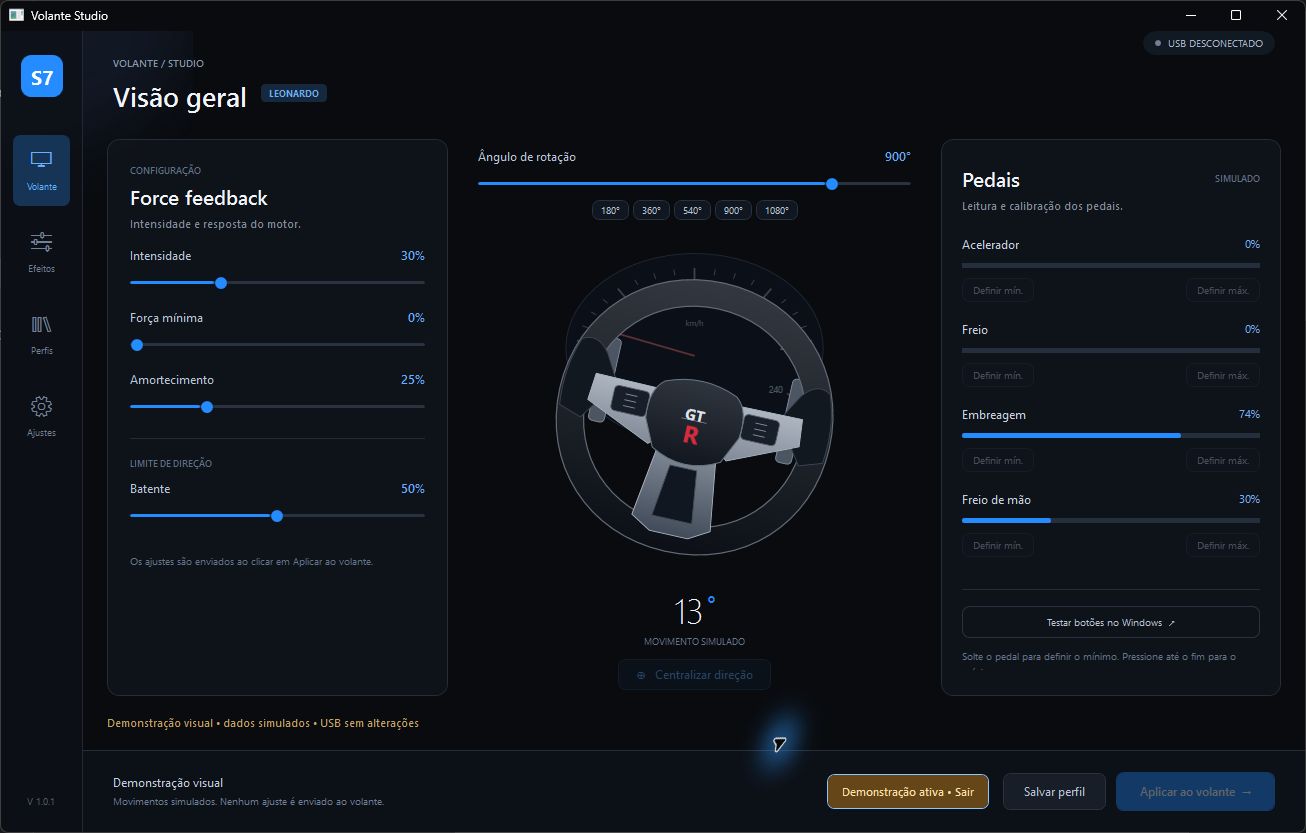 Volante Studio
USB DESCONECTADO
S7
Volante
Efeitos
Perfis
Ajustes
V 1.0.1
VOLANTE / STUDIO
Visão geral
LEONARDO
CONFIGURAÇÃO
Force feedback
Intensidade e resposta do motor.
Intensidade 30%
Força mínima 0%
Amortecimento 25%
LIMITE DE DIREÇÃO
Batente 50%
Os ajustes são enviados ao clicar em Aplicar ao volante.
Ângulo de rotação 900°
180° 360° 540° 900° 1080°
km/h
240
GT
R
13°
MOVIMENTO SIMULADO
Centralizar direção
Pedais SIMULADO
Leitura e calibração dos pedais.
Acelerador 0%
Definir mín. Definir máx.
Freio 0%
Definir mín. Definir máx.
Embreagem 74%
Definir mín. Definir máx.
Freio de mão 30%
Definir mín. Definir máx.
Testar botões no Windows ↗
Solte o pedal para definir o mínimo. Pressione até o fim para o
Demonstração visual • dados simulados • USB sem alterações
Demonstração visual
Movimentos simulados. Nenhum ajuste é enviado ao volante.
Demonstração ativa • Sair
Salvar perfil
Aplicar ao volante →